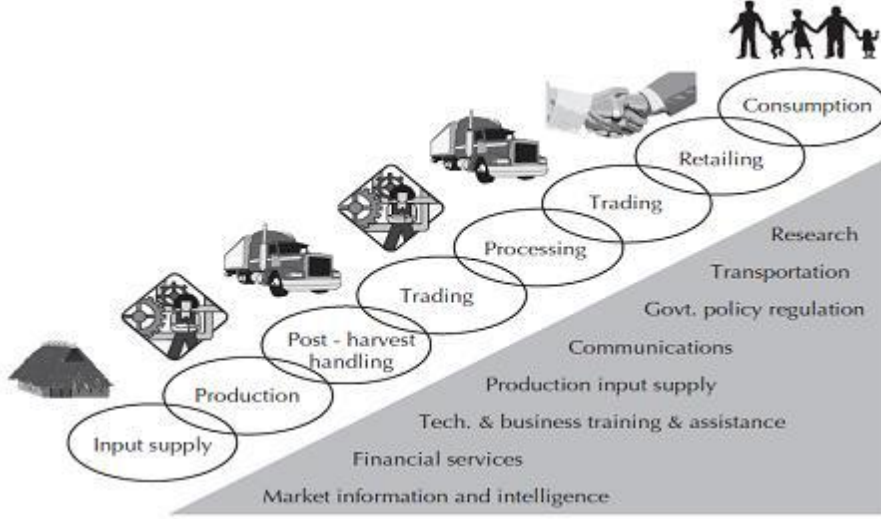 Consumption
Retailing
Trading
Processing
Trading
Post - harvest
handling
Production
Input supply
Research
Transportation
Govt. policy regulation
Communications
Production input supply
Tech. & business training & assistance
Financial services
Market information and intelligence